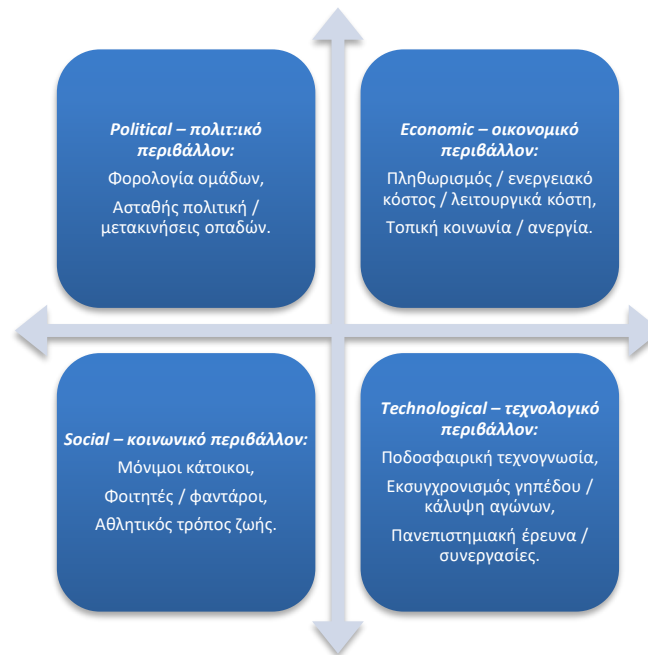 Political – πολιτ:ικό
περιβάλλον:
Φορολογία ομάδων,
Ασταθής πολιτική /
μετακινήσεις οπαδών.
Economic – οικονομικό
περιβάλλον:
Πληθωρισμός / ενεργειακό
κόστος / λειτουργικά κόστη,
Τοπική κοινωνία / ανεργία.
Social – κοινωνικό περιβάλλον:
Μόνιμοι κάτοικοι,
Φοιτητές / φαντάροι,
Αθλητικός τρόπος ζωής.
Technological – τεχνολογικό
περιβάλλον:
Ποδοσφαιρική τεχνογνωσία,
Εκσυγχρονισμός γηπέδου /
κάλυψη αγώνων,
Πανεπιστημιακή έρευνα /
συνεργασίες.